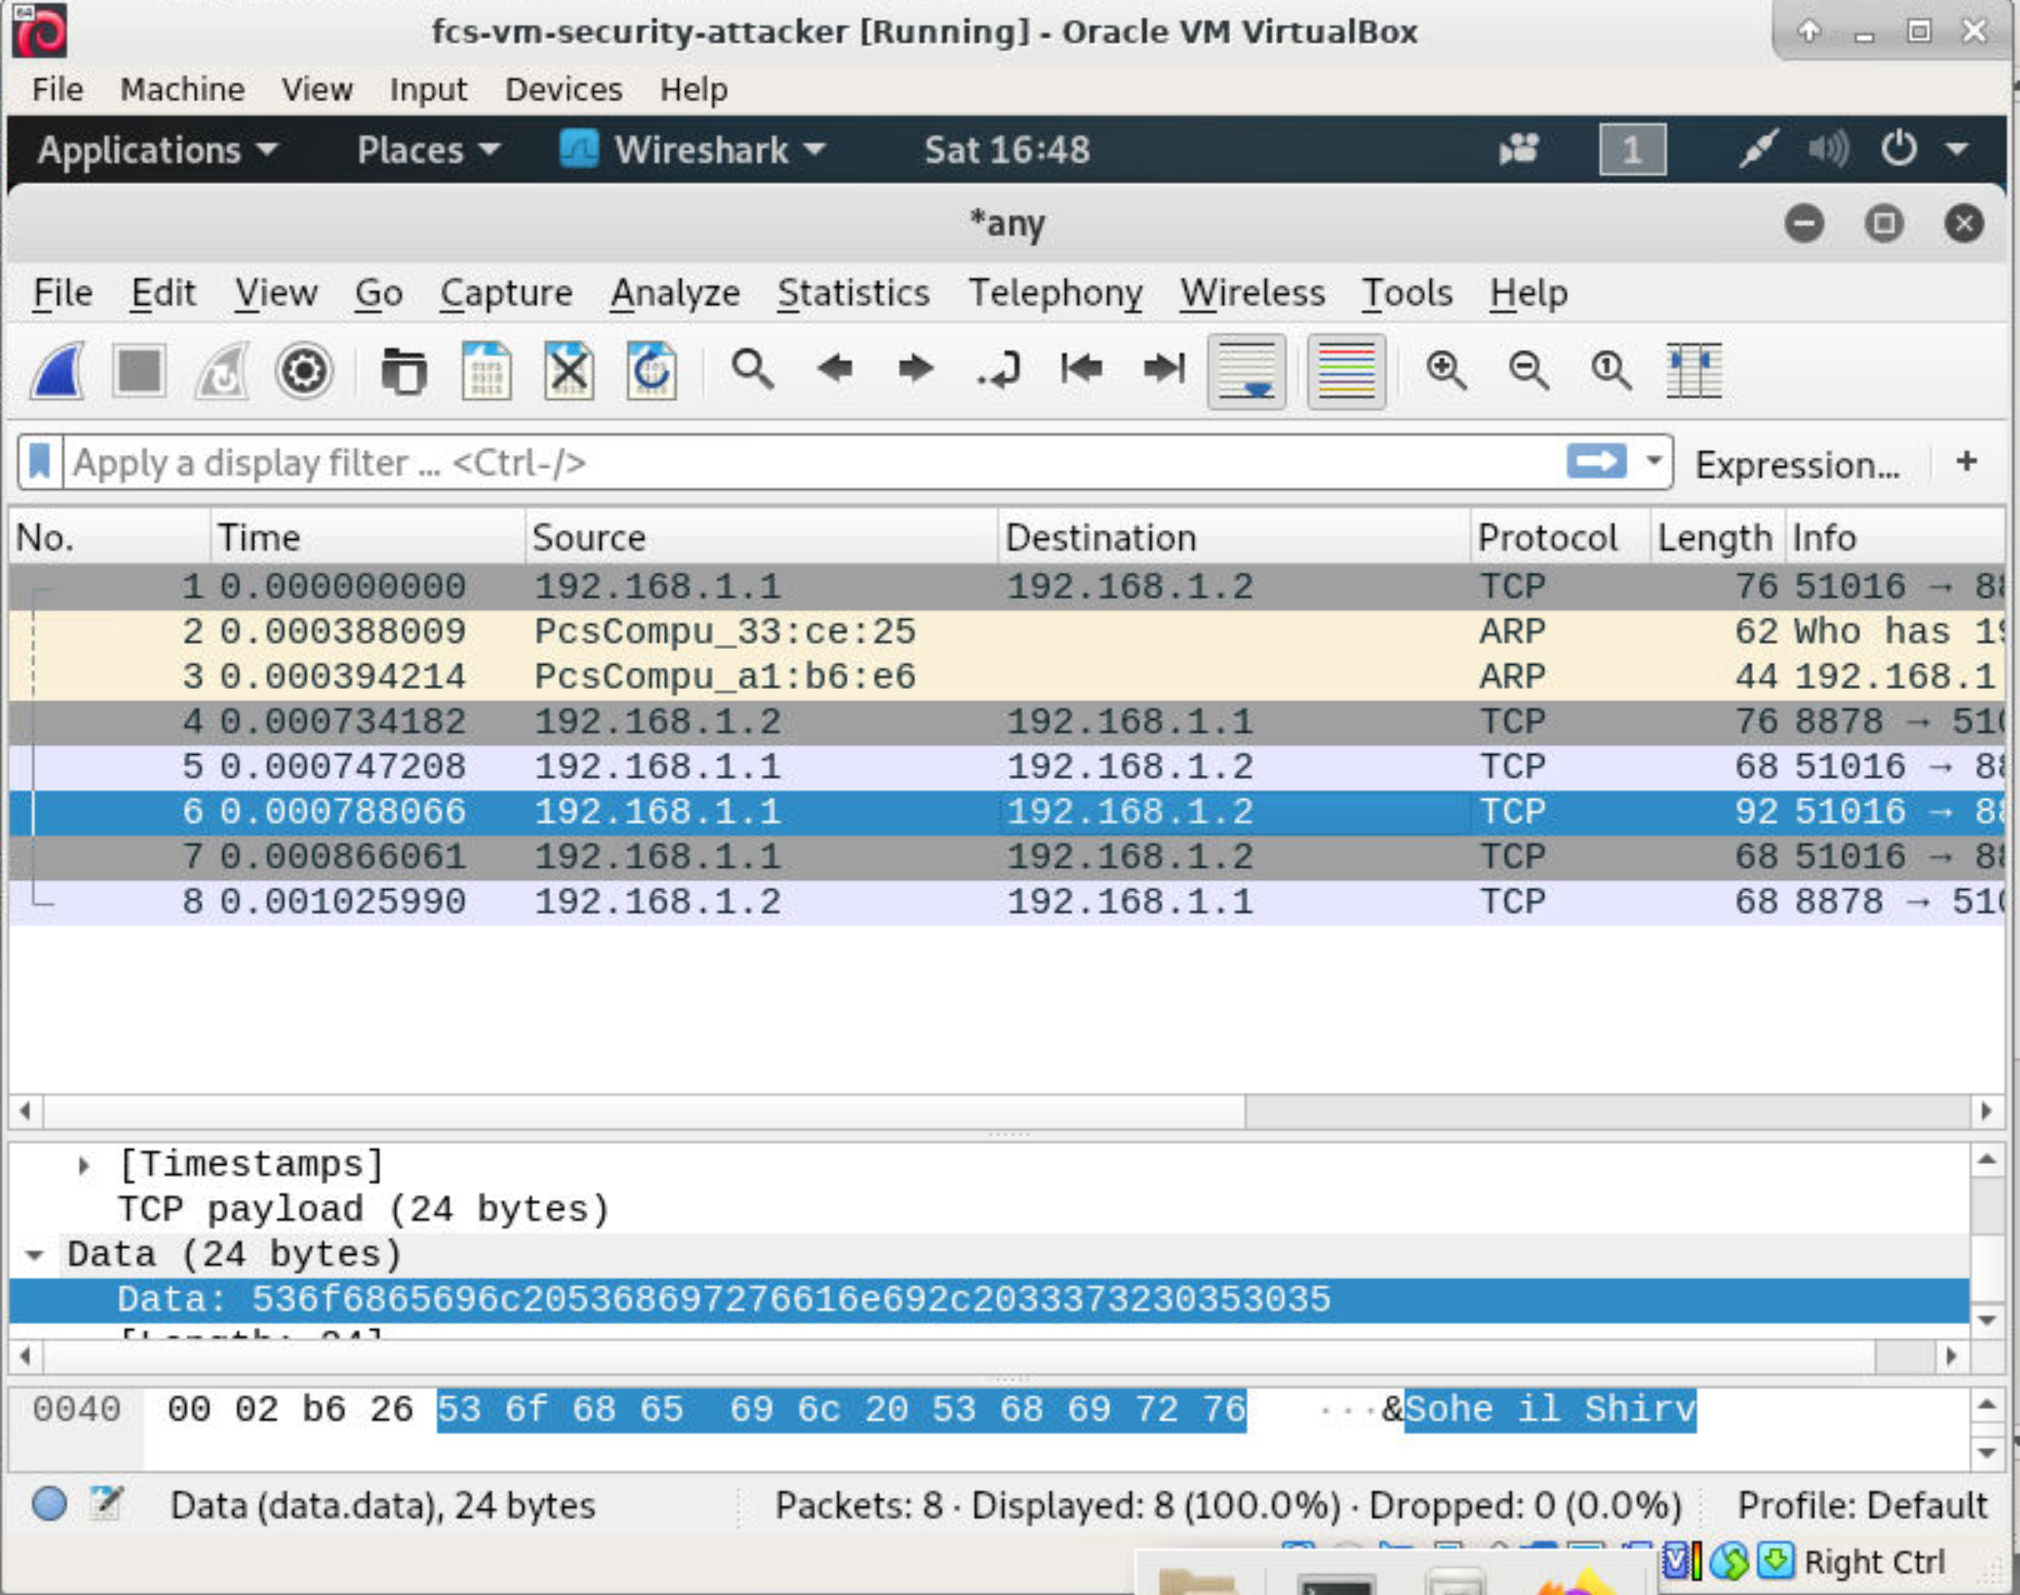 fcs-vm-security-attacker [Running] - Oracle VM VirtualBox
File Machine View Input Devices Help
Applications Places Wireshark Sat 16:48 1
*any
File Edit View Go Capture Analyze Statistics Telephony Wireless Tools Help
Apply a display filter ... <Ctrl-/> Expression... +
No. Time Source Destination Protocol Length Info
1 0.000000000 192.168.1.1 192.168.1.2 TCP 76 51016 → 88
2 0.000388009 PcsCompu_33:ce:25 ARP 62 Who has 19
3 0.000394214 PcsCompu_a1:b6:e6 ARP 44 192.168.1
4 0.000734182 192.168.1.2 192.168.1.1 TCP 76 8878 → 510
5 0.000747208 192.168.1.1 192.168.1.2 TCP 68 51016 → 88
6 0.000788066 192.168.1.1 192.168.1.2 TCP 92 51016 → 88
7 0.000866061 192.168.1.1 192.168.1.2 TCP 68 51016 → 88
8 0.001025990 192.168.1.2 192.168.1.1 TCP 68 8878 → 510
[Timestamps]
TCP payload (24 bytes)
Data (24 bytes)
Data: 536f6865696c205368697276616e692c2033373230353035
[Length: 24]
0040 00 02 b6 26 53 6f 68 65 69 6c 20 53 68 69 72 76 ···&Sohe il Shirv
Data (data.data), 24 bytes Packets: 8 · Displayed: 8 (100.0%) · Dropped: 0 (0.0%) Profile: Default
Right Ctrl